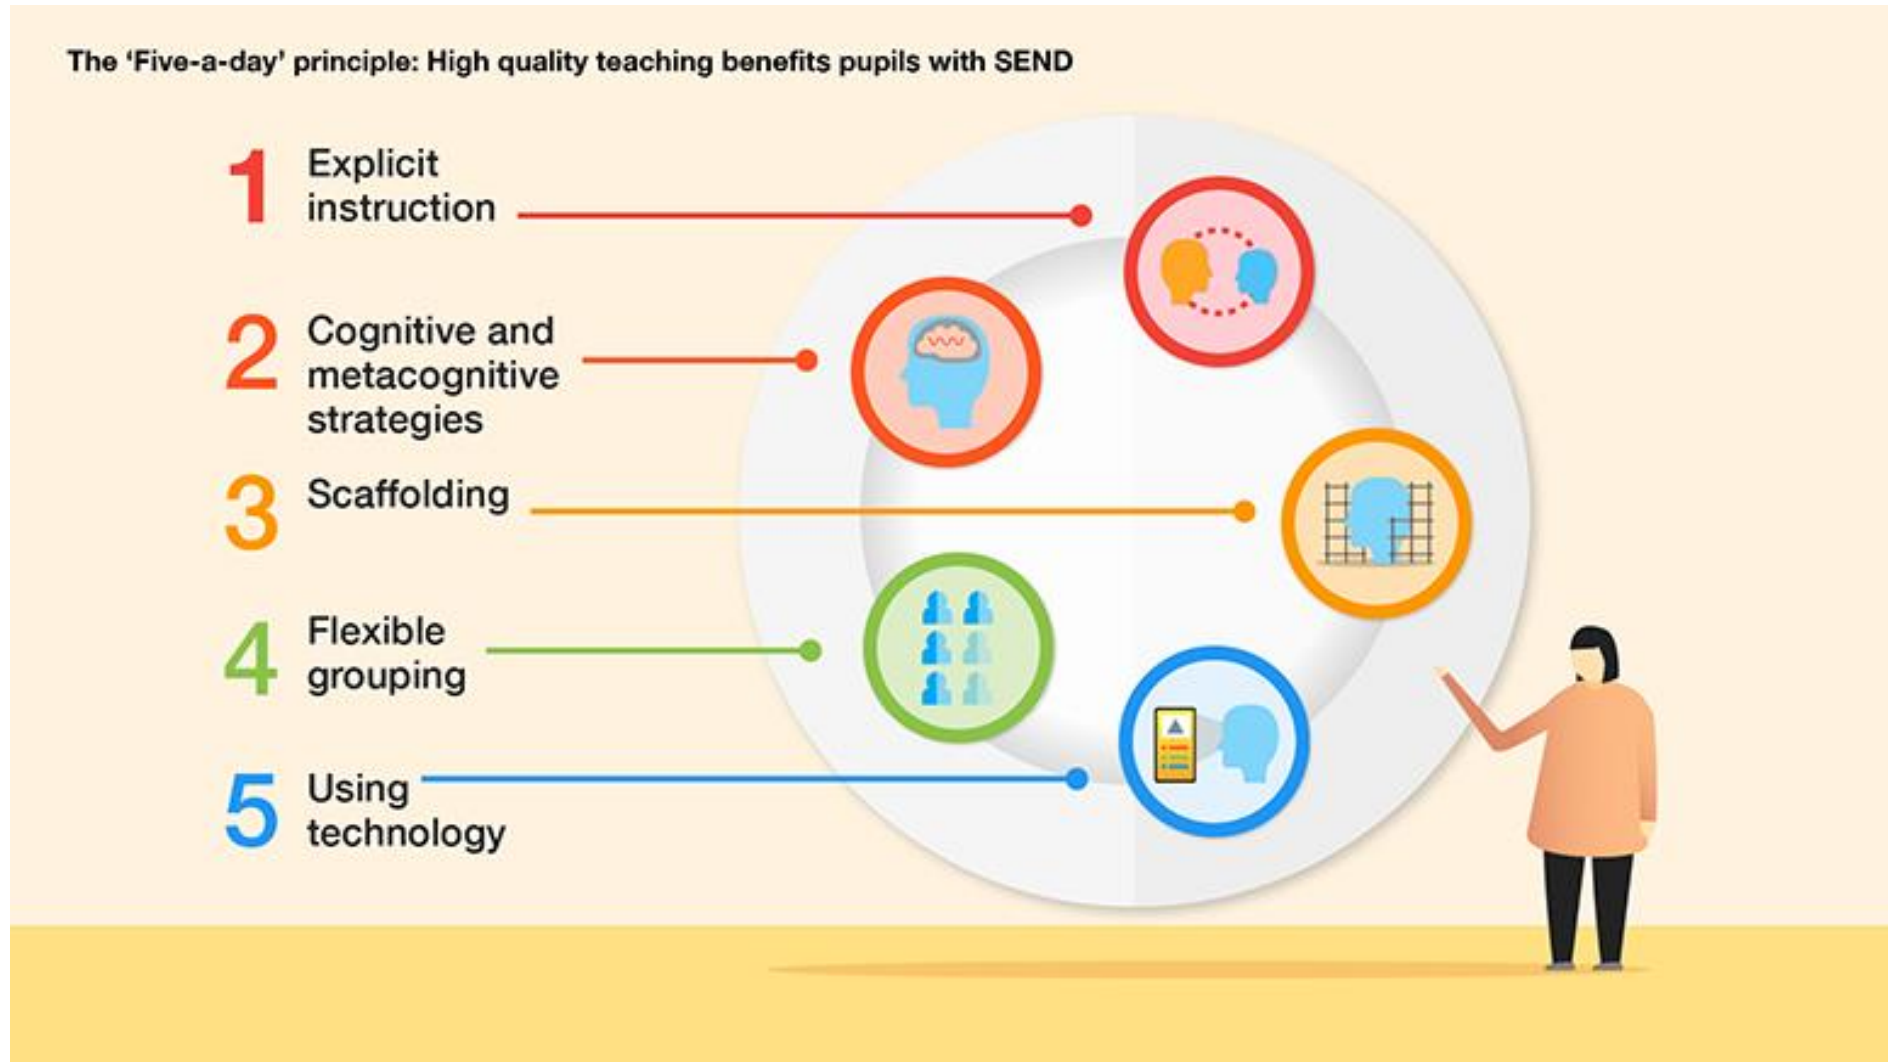 The ‘Five-a-day’ principle: High quality teaching benefits pupils with SEND
1
Explicit
instruction
2
Cognitive and
metacognitive
strategies
3
Scaffolding
4
Flexible
grouping
5
Using
technology